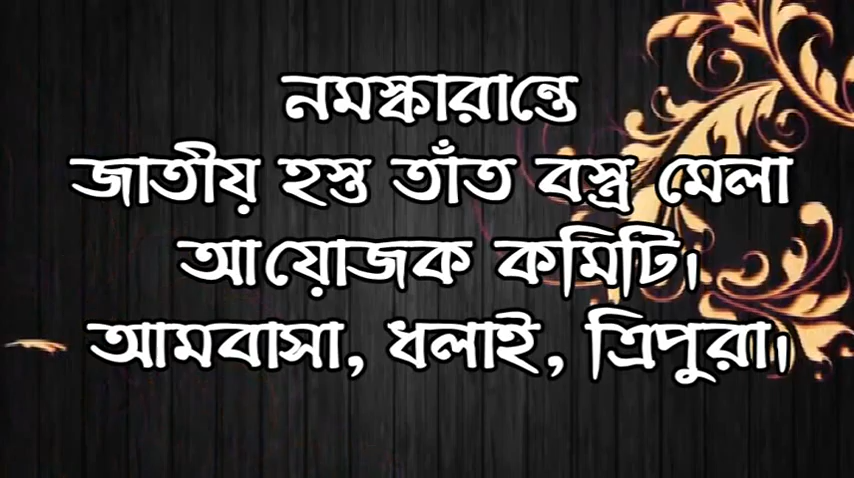 নমস্কারান্তে
জাতীয় হস্ত তাঁত বস্ত্র মেলা
আয়োজক কমিটি।
আমবাসা, ধলাই, ত্রিপুরা।